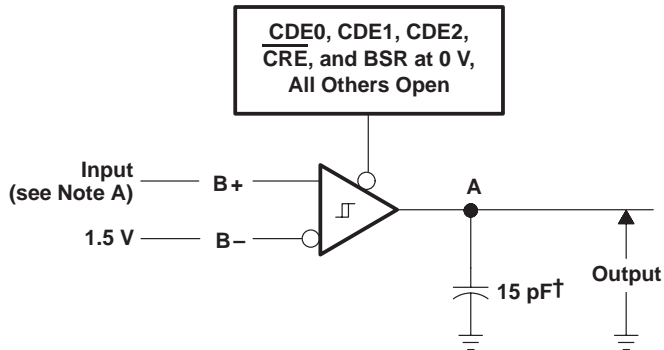 CDE0, CDE1, CDE2,
CRE, and BSR at 0 V,
All Others Open
Input
(see Note A)
B+
A
1.5 V
B–
15 pF†
Output